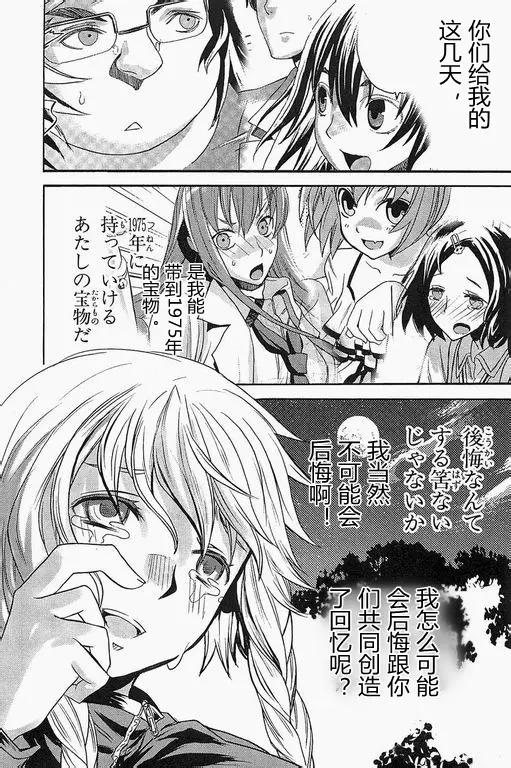 你们给我的
这几天，
是我能
带到1975年
的宝物。
1975年に
持っていける
あたしの宝物だ
後悔なんて
する筈ない
じゃないか
我当然
不可能会
后悔啊！
我怎么可能
会后悔跟你
们共同创造
了回忆呢？